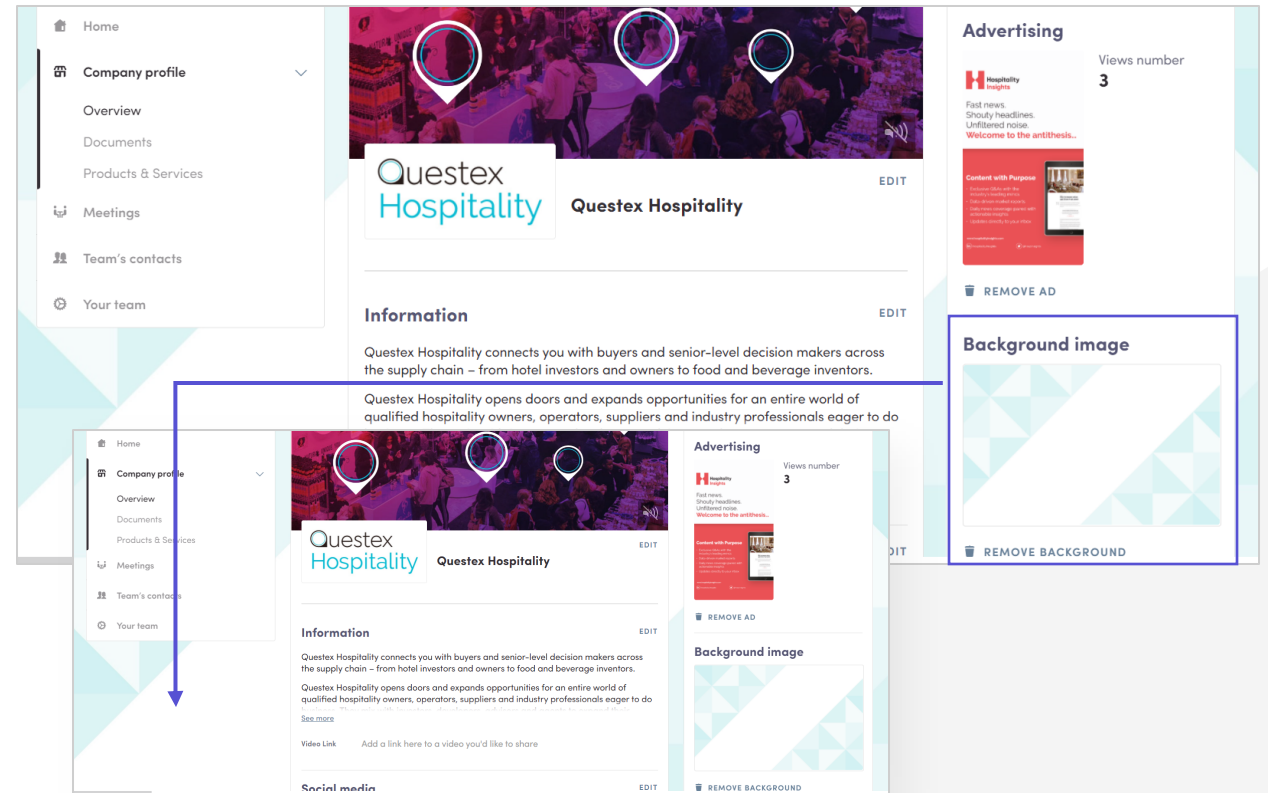 Home
Company profile
Overview
Documents
Products & Services
Meetings
Team's contacts
Your team
Questex
Hospitality
Questex Hospitality
EDIT
Information
EDIT
Questex Hospitality connects you with buyers and senior-level decision makers across
the supply chain – from hotel investors and owners to food and beverage inventors.
Questex Hospitality opens doors and expands opportunities for an entire world of
qualified hospitality owners, operators, suppliers and industry professionals eager to do
Advertising
Views number
3
Hospitality
Insights
Fast news.
Shouty headlines.
Unfiltered noise.
Welcome to the antithesis..
Content with Purpose
REMOVE AD
Background image
REMOVE BACKGROUND
Home
Company profile
Overview
Documents
Products & Services
Meetings
Team's contacts
Your team
Questex
Hospitality
Questex Hospitality
EDIT
Information
EDIT
Questex Hospitality connects you with buyers and senior-level decision makers across
the supply chain – from hotel investors and owners to food and beverage inventors.
Questex Hospitality opens doors and expands opportunities for an entire world of
qualified hospitality owners, operators, suppliers and industry professionals eager to do
See more
Video Link
Add a link here to a video you'd like to share
Social media
EDIT
Advertising
Views number
3
Hospitality
Insights
Fast news.
Shouty headlines.
Unfiltered noise.
Welcome to the antithesis..
Content with Purpose
REMOVE AD
Background image
REMOVE BACKGROUND